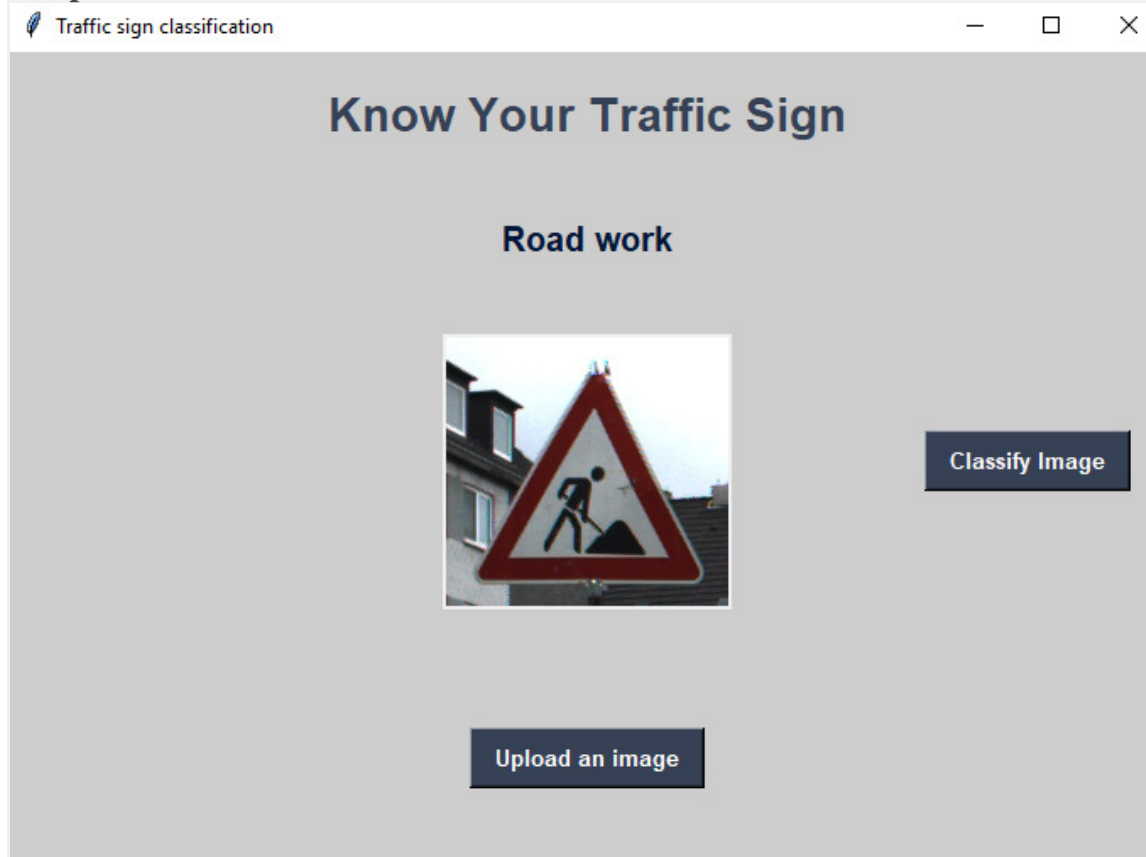 Traffic sign classification
Know Your Traffic Sign
Road work
Classify Image
Upload an image